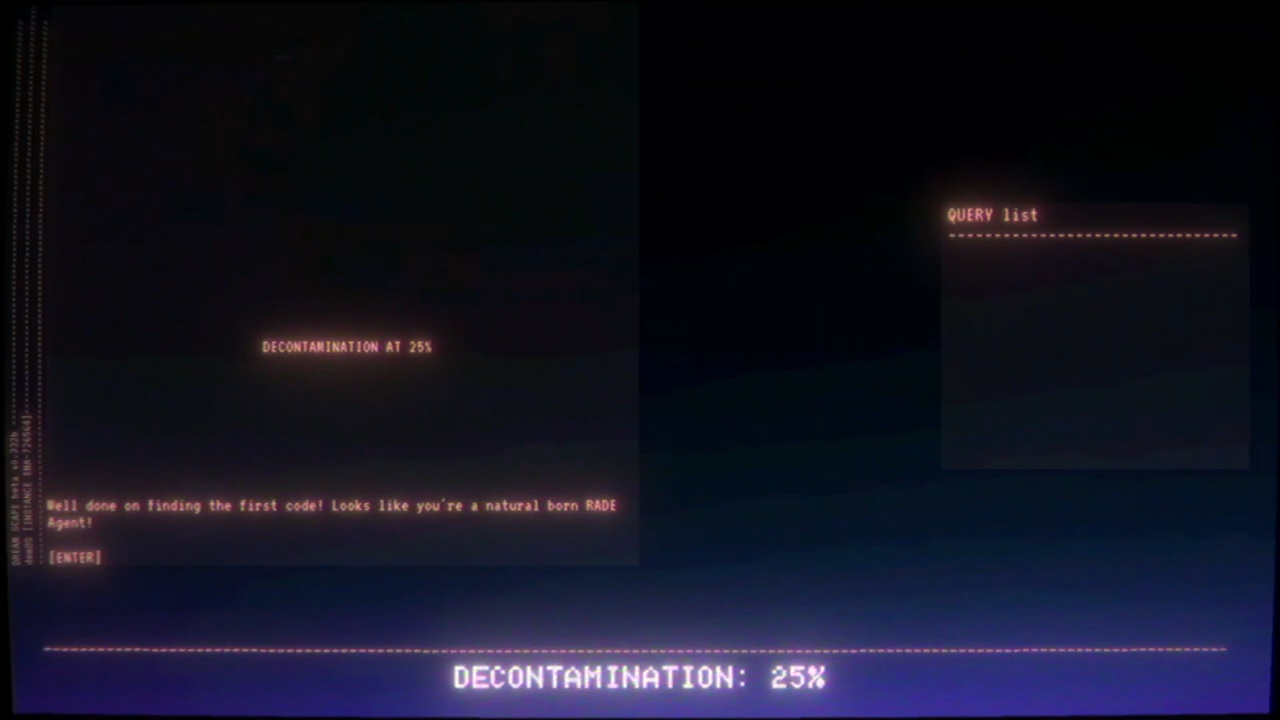 QUERY list
DECONTAMINATION AT 25%
Well done on finding the first code! Looks like you're a natural born RADE
Agent!
[ENTER]
DECONTAMINATION: 25%